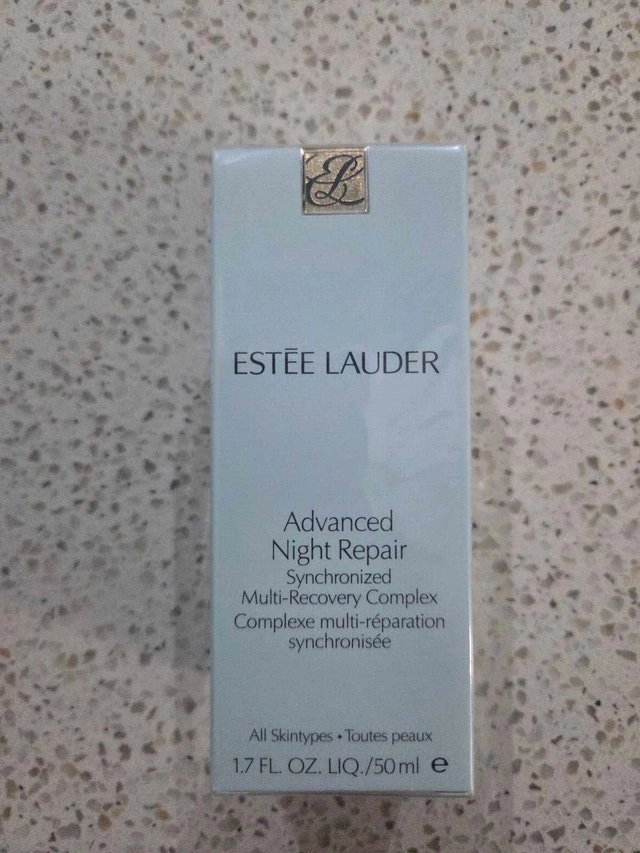 EL
ESTĒE LAUDER
Advanced
Night Repair
Synchronized
Multi-Recovery Complex
Complexe multi-réparation
synchronisée
All Skintypes • Toutes peaux
1.7 FL. OZ. LIQ./50 ml e